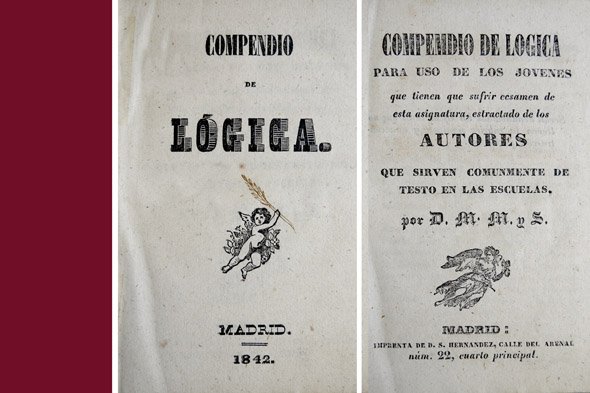 COMPENDIO
DE
LÓGICA.
MADRID.
1842.
COMPENDIO DE LOGICA
PARA USO DE LOS JOVENES
que tienen que sufrir ecsamen de
esta asignatura, estractado de los
AUTORES
QUE SIRVEN COMUNMENTE DE
TESTO EN LAS ESCUELAS,
por D. M. M. y S.
MADRID:
IMPRENTA DE D. S. HERNANDEZ, CALLE DEL ARENAL
núm. 22, cuarto principal.